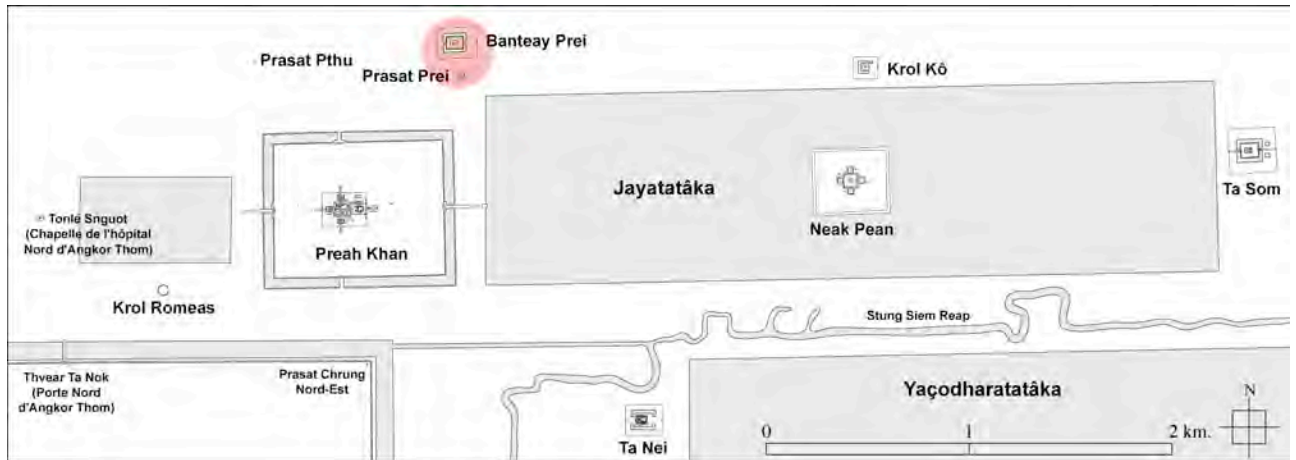 Banteay Prei
Prasat Pthu
Prasat Prei
Krol Kô
Jayatatâka
Ta Som
Neak Pean
Tonlé Snguot
(Chapelle de l'hôpital
Nord d'Angkor Thom)
Preah Khan
Krol Romeas
Stung Siem Reap
Thvear Ta Nok
(Porte Nord
d'Angkor Thom)
Prasat Chrung
Nord-Est
Yaçodharatatâka
N
Ta Nei
0 1 2 km.